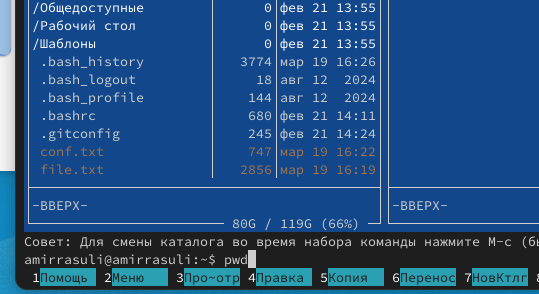 /Общедоступные 0 фев 21 13:55
/Рабочий стол 0 фев 21 13:55
/Шаблоны 0 фев 21 13:55
.bash_history 3774 мар 19 16:26
.bash_logout 18 авг 12 2024
.bash_profile 144 авг 12 2024
.bashrc 680 фев 21 14:11
.gitconfig 245 фев 21 14:24
conf.txt 747 мар 19 16:22
file.txt 2856 мар 19 16:19
-ВВЕРХ- -ВВЕРХ-
80G / 119G (66%)
Совет: Для смены каталога во время набора команды нажмите M-c (бы
amirrasuli@amirrasuli:~$ pwd
1Помощь 2Меню 3Про~отр 4Правка 5Копия 6Перенос 7НовКтлг 8